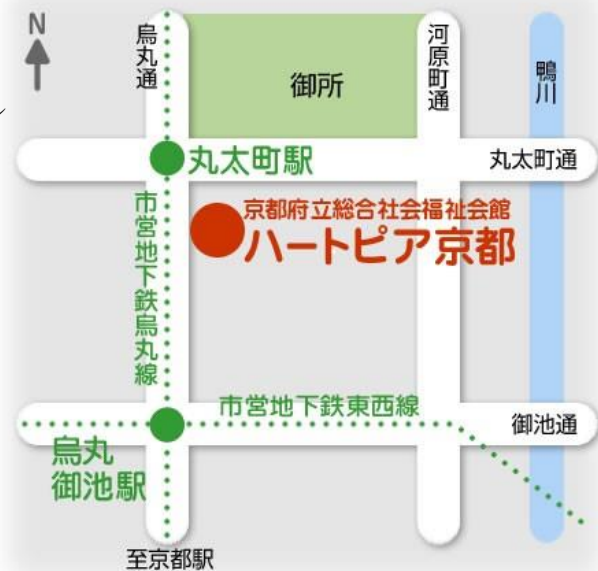 N
烏丸通
御所
河原町通
鴨川
丸太町駅
丸太町通
市営地下鉄烏丸線
京都府立総合社会福祉会館
ハートピア京都
市営地下鉄東西線
御池通
烏丸
御池駅
至京都駅